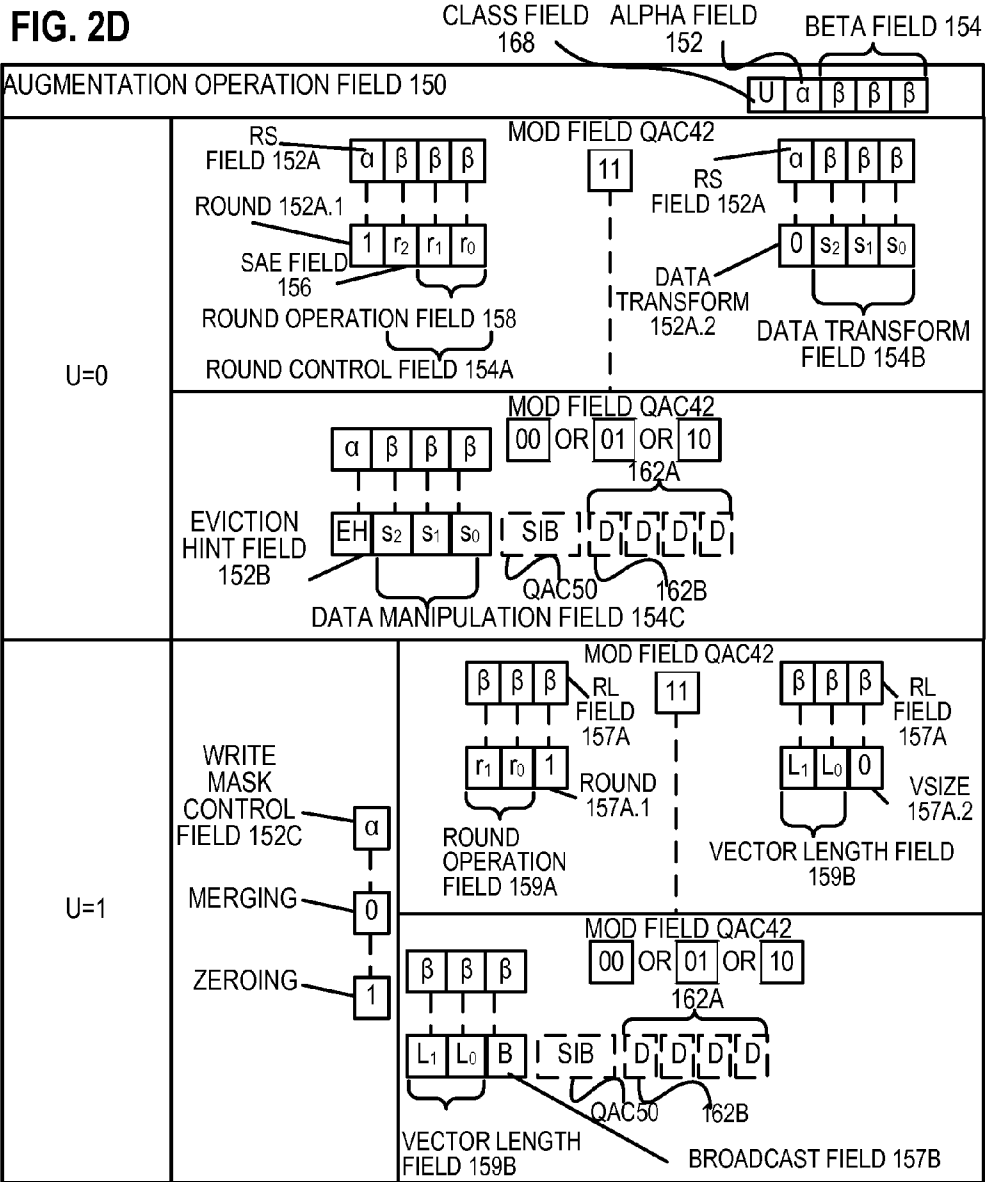 FIG. 2D
CLASS FIELD 168
ALPHA FIELD 152
BETA FIELD 154
AUGMENTATION OPERATION FIELD 150
U α β β β
U=0
RS FIELD 152A
α β β β
MOD FIELD QAC42
11
RS FIELD 152A
α β β β
ROUND 152A.1
1 r2 r1 r0
SAE FIELD 156
ROUND OPERATION FIELD 158
ROUND CONTROL FIELD 154A
0 s2 s1 s0
DATA TRANSFORM 152A.2
DATA TRANSFORM FIELD 154B
MOD FIELD QAC42
00 OR 01 OR 10
α β β β
162A
EVICTION HINT FIELD 152B
EH s2 s1 s0
SIB
D D D D
QAC50
162B
DATA MANIPULATION FIELD 154C
U=1
WRITE MASK CONTROL FIELD 152C
α
MERGING
0
ZEROING
1
MOD FIELD QAC42
11
β β β
RL FIELD 157A
r1 r0 1
ROUND 157A.1
ROUND OPERATION FIELD 159A
β β β
RL FIELD 157A
L1 L0 0
VSIZE 157A.2
VECTOR LENGTH FIELD 159B
MOD FIELD QAC42
00 OR 01 OR 10
β β β
162A
L1 L0 B
SIB
D D D D
QAC50
162B
VECTOR LENGTH FIELD 159B
BROADCAST FIELD 157B